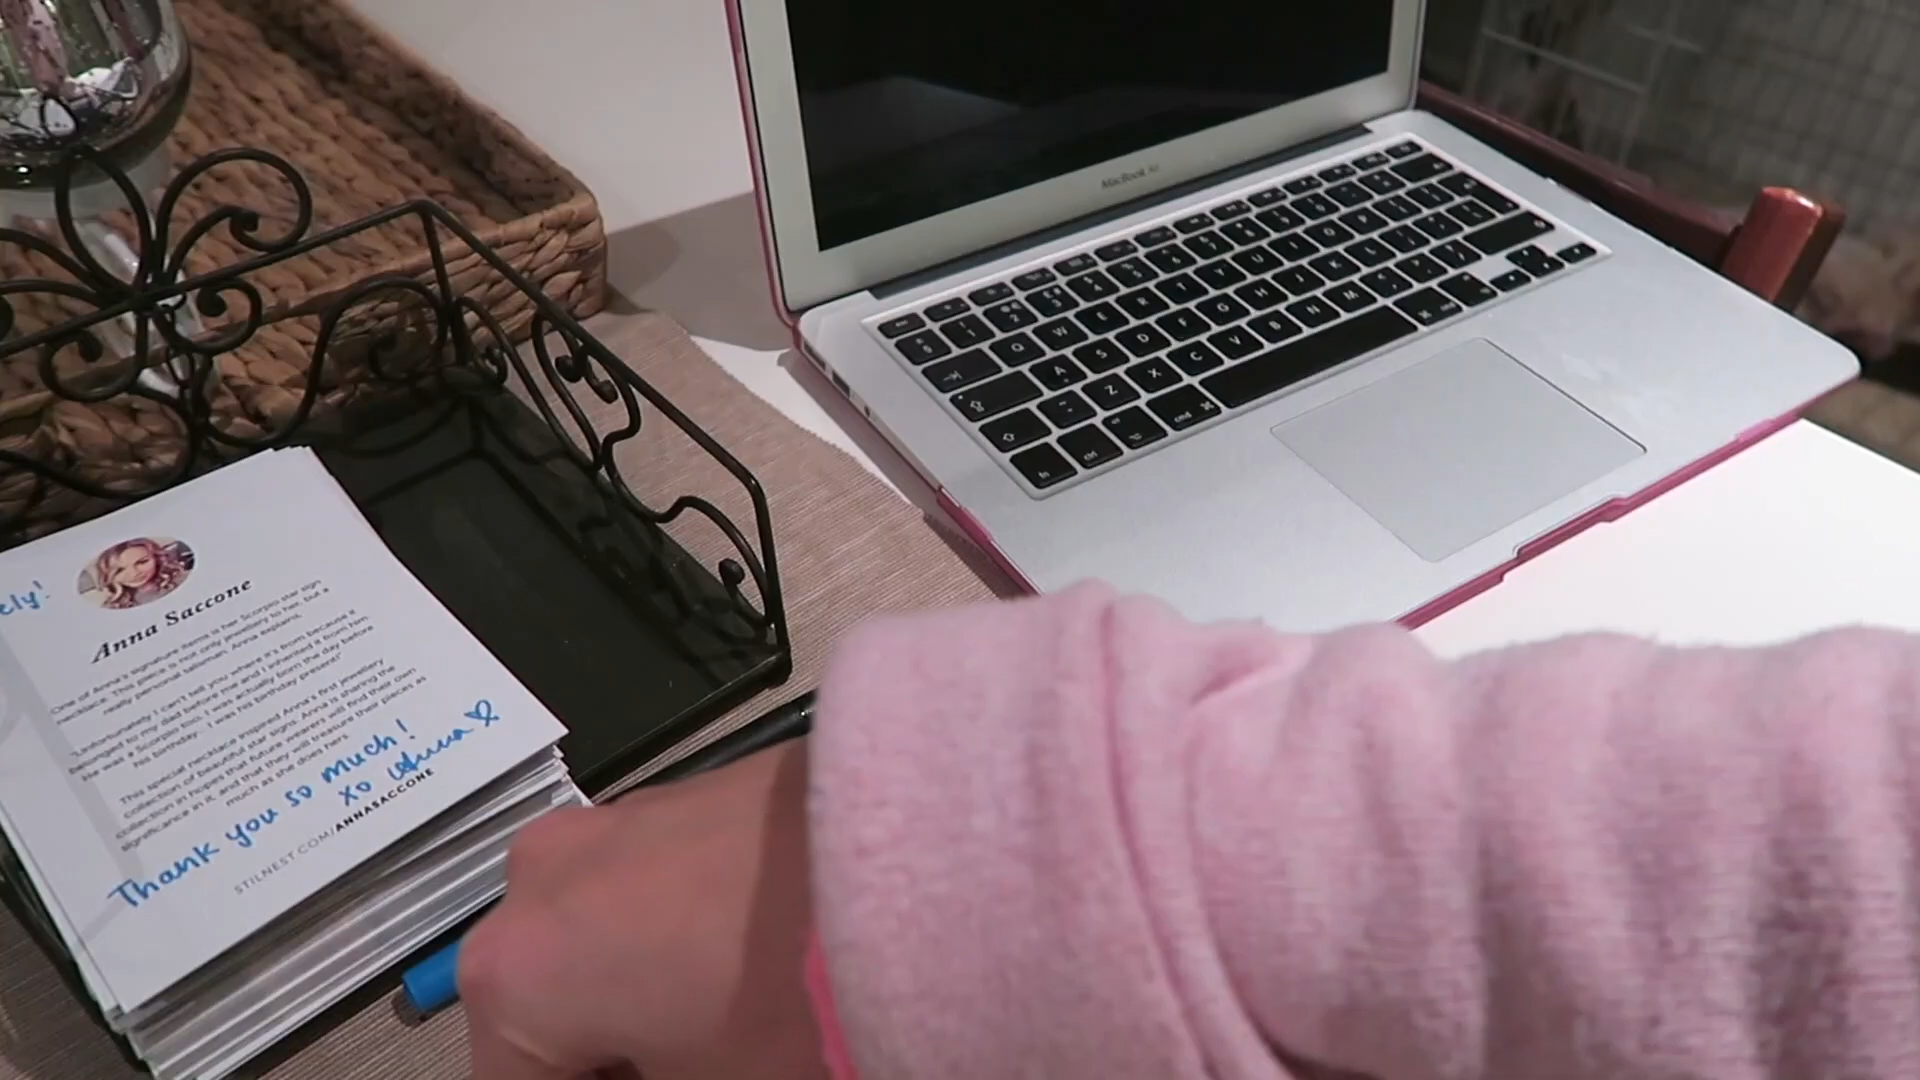 MacBook Air
ely!
Anna Saccone
One of Anna's signature items is her Scorpio star sign
necklace. This piece is not only jewellery to her, but a
really personal talisman. Anna explains,
"Unfortunately I can't tell you where it's from because it
belonged to my dad before me and I inherited it from him.
He was a Scorpio too. I was actually born the day before
his birthday... I was his birthday present!"
This special necklace inspired Anna's first jewellery
collection of beautiful star signs. Anna is sharing the
collection in hopes that future wearers will find their own
significance in it, and that they will treasure their pieces as
much as she does hers.
Thank you so much!
xo Anna
STILNEST.COM/ANNASACCONE
Q W E R T Y U I O P
A S D F G H J K L
Z X C V B N M
fn ctrl cmd cmd